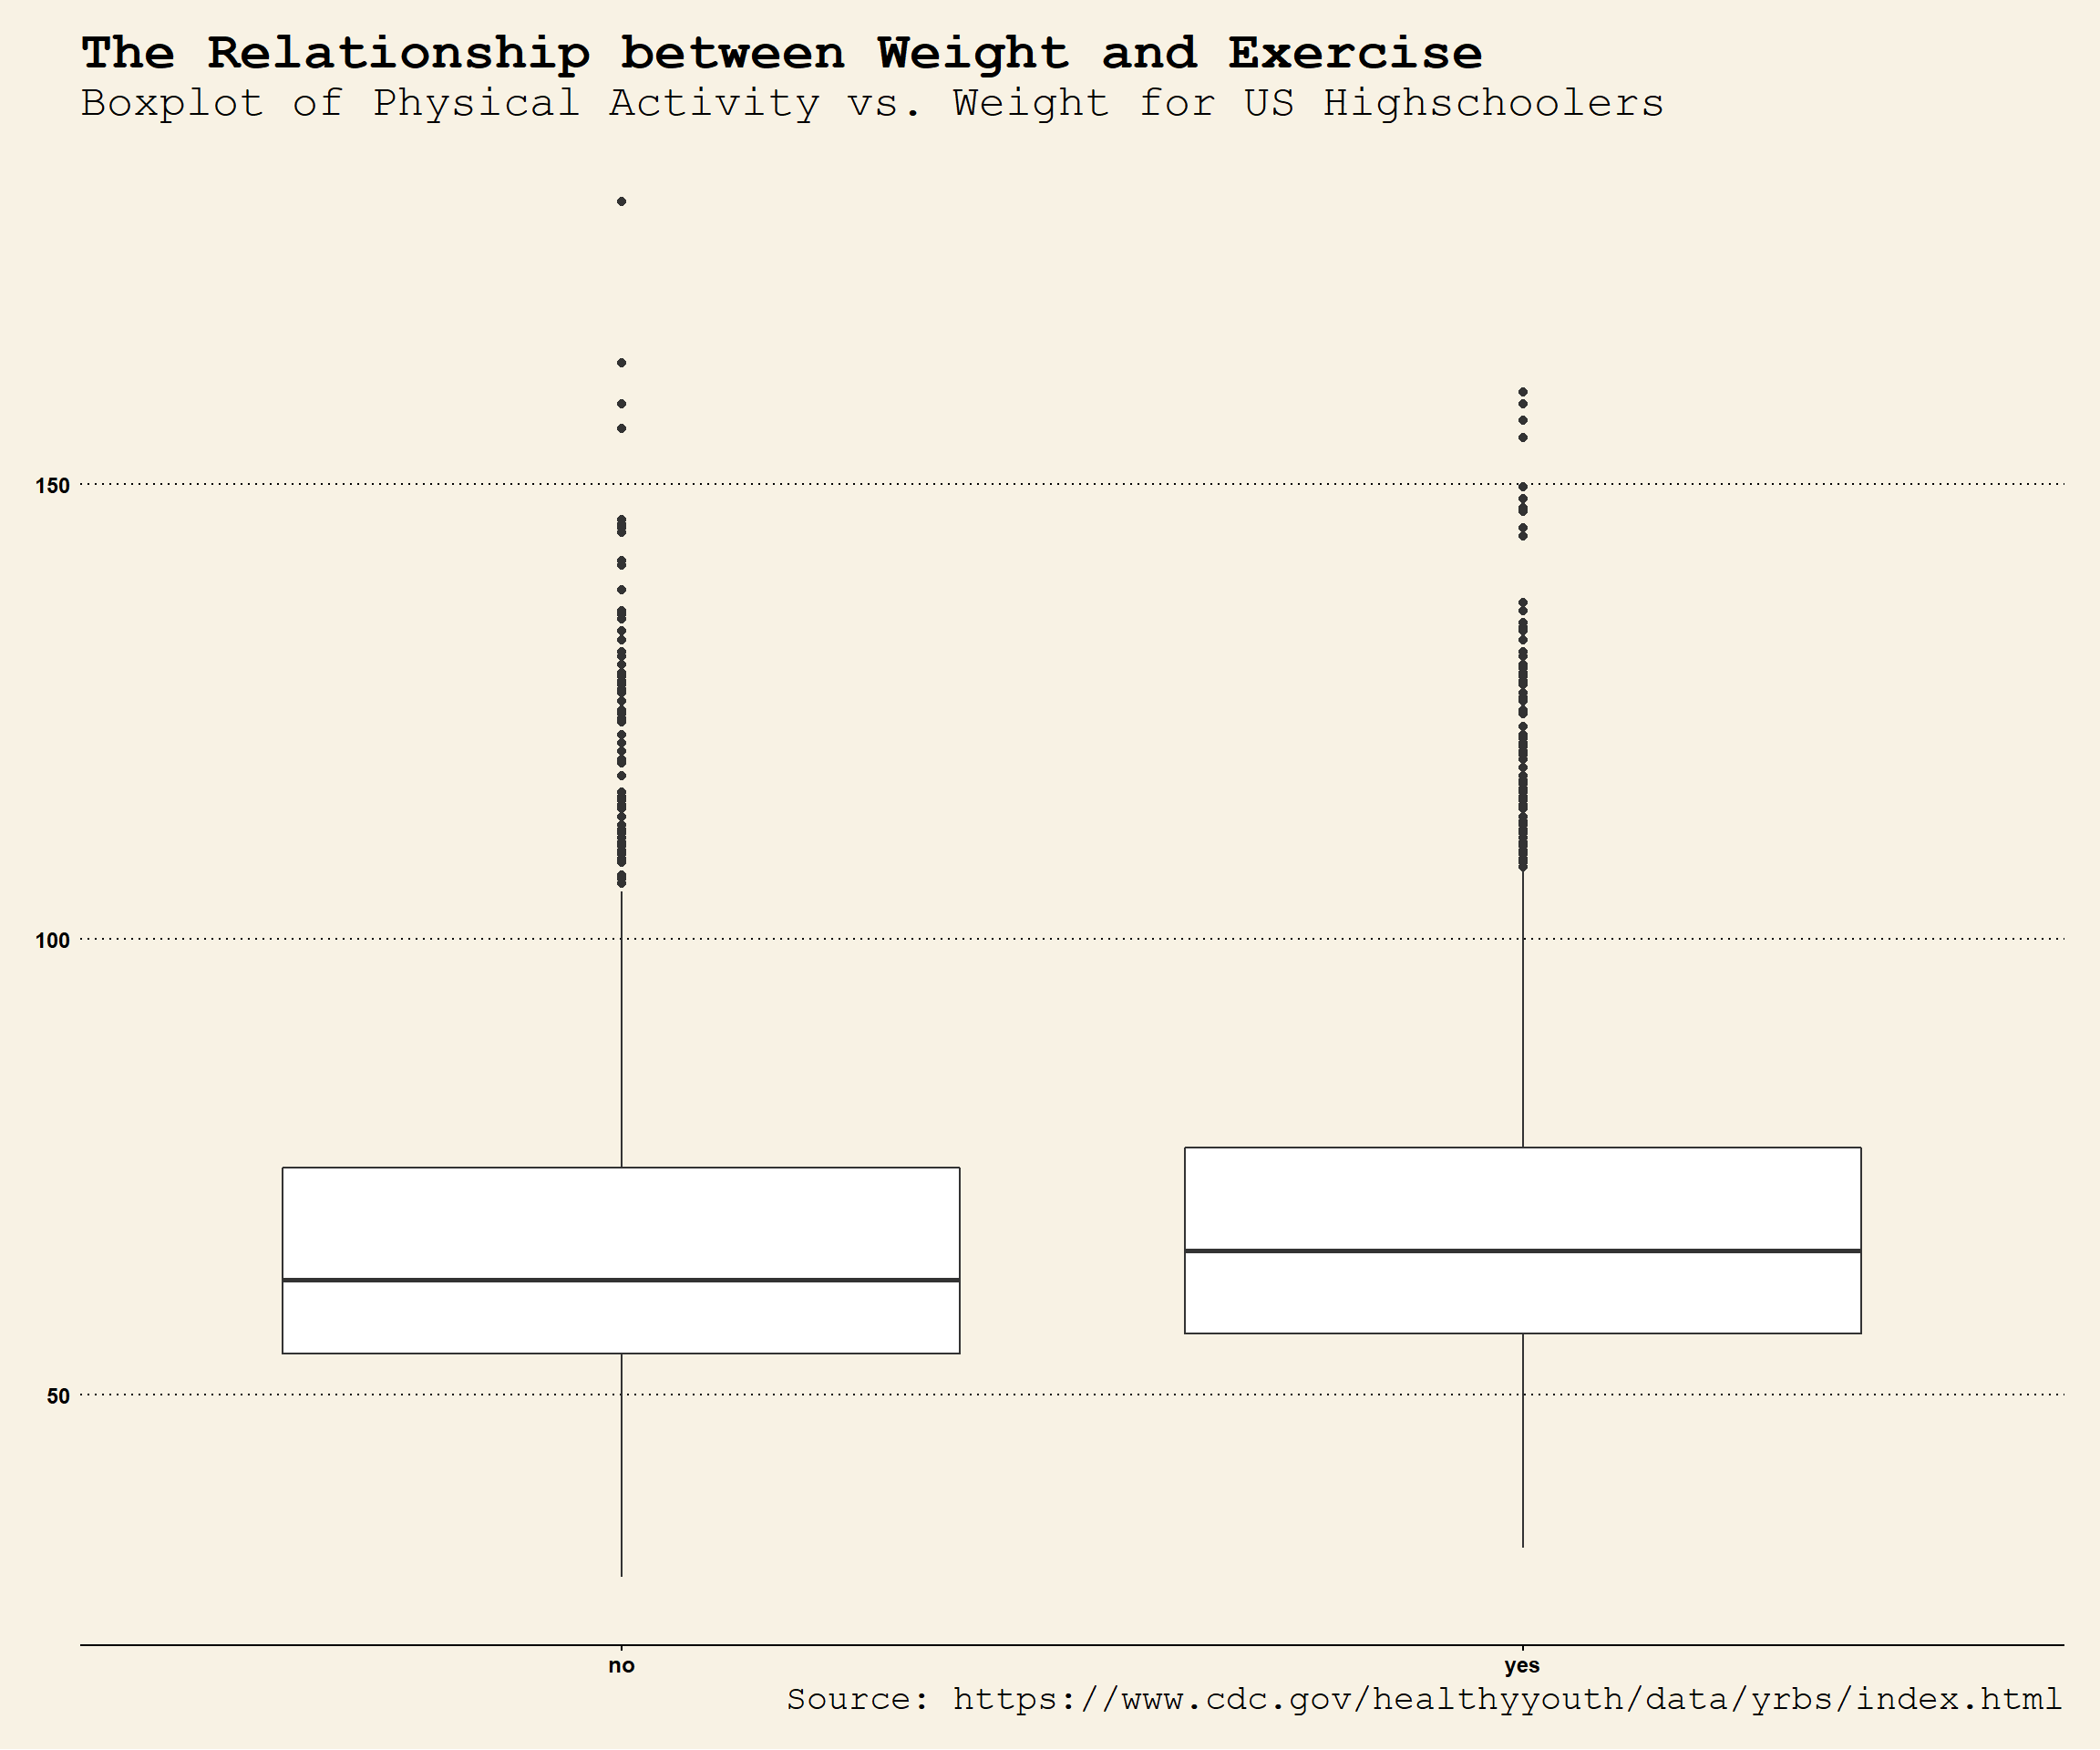 The Relationship between Weight and Exercise
Boxplot of Physical Activity vs. Weight for US Highschoolers
150
100
50
no
yes
Source: https://www.cdc.gov/healthyyouth/data/yrbs/index.html